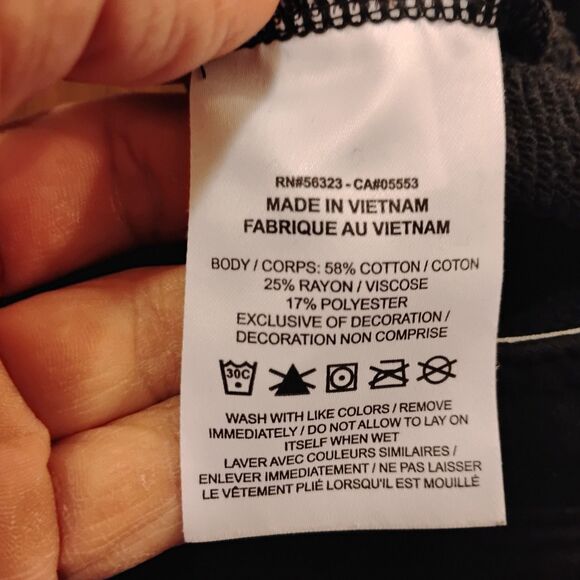 RN#56323 - CA#05553
MADE IN VIETNAM
FABRIQUE AU VIETNAM
BODY / CORPS: 58% COTTON / COTON
25% RAYON / VISCOSE
17% POLYESTER
EXCLUSIVE OF DECORATION /
DECORATION NON COMPRISE
30C
WASH WITH LIKE COLORS / REMOVE
IMMEDIATELY / DO NOT ALLOW TO LAY ON
ITSELF WHEN WET
LAVER AVEC COULEURS SIMILAIRES /
ENLEVER IMMEDIATEMENT / NE PAS LAISSER
LE VÊTEMENT PLIÉ LORSQU'IL EST MOUILLÉ